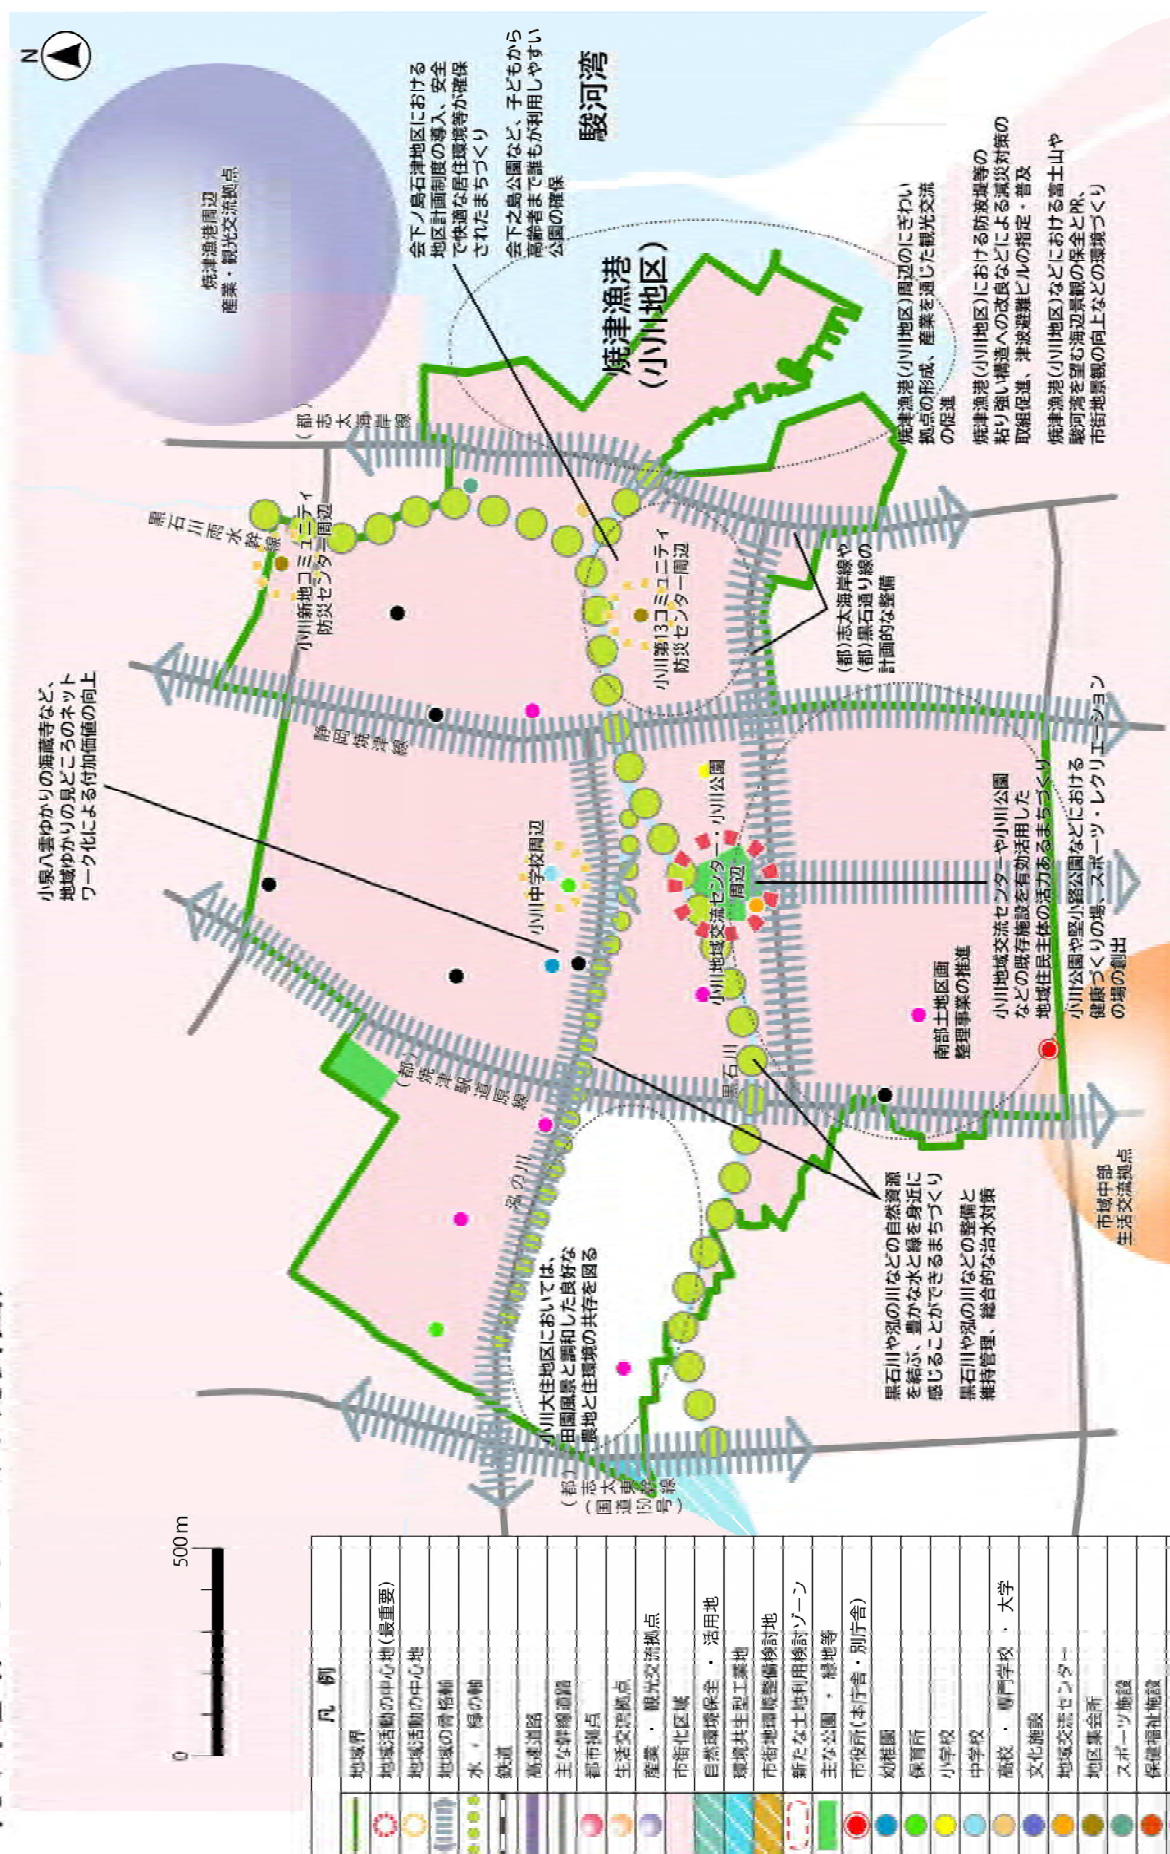 N
焼津漁港周辺
産業・観光交流拠点
会下ノ島石津地区における
地区計画制度の導入、安全
で快適な居住環境等が確保
されたまちづくり
会下之島公園など、子どもから
高齢者まで誰もが利用しやすい
公園の確保
駿河湾
焼津漁港
(小川地区)
焼津漁港(小川地区)周辺のにぎわい
拠点の形成、産業を通じた観光交流
の促進
焼津漁港(小川地区)における防波堤等の
粘り強い構造への改良などによる減災対策の
取組促進、津波避難ビルの指定・普及
焼津漁港(小川地区)などにおける富士山や
駿河湾を望む海辺景観の保全とPR、
市街地景観の向上などの環境づくり
(都)志太海岸線
黒石川雨水幹線
小川新地コミュニティ
防災センター周辺
小川第13コミュニティ
防災センター周辺
(都)志太海岸線や
(都)黒石通り線の
計画的な整備
小泉八雲ゆかりの海蔵寺など、
地域ゆかりの見どころのネット
ワーク化による付加価値の向上
静岡焼津線
小川中学校周辺
小川地域交流センター・小川公園
周辺
小川地域交流センターや小川公園
などの既存施設を有効活用した
地域住民主体の活力あるまちづくり
小川公園や堅小路公園などにおける
健康づくりの場、スポーツ・レクリエーション
の場の創出
南部土地区画
整理事業の推進
(都)焼津駅道原線
黒石川
泓の川
市域中部
生活交流拠点
黒石川や泓の川などの自然資源
を結ぶ、豊かな水と緑を身近に
感じることができるまちづくり
黒石川や泓の川などの整備と
維持管理、総合的な治水対策
小川大住地区においては、
田園風景と調和した良好な
農地と住環境の共存を図る
(都)志太東幹線
(国道150号)
0
500m
凡 例
地域界
地域活動の中心地(最重要)
地域活動の中心地
地域の骨格軸
水・緑の軸
鉄道
高速道路
主な幹線道路
都市拠点
生活交流拠点
産業・観光交流拠点
市街化区域
自然環境保全・活用地
環境共生型工業地
市街地環境整備検討地
新たな土地利用検討ゾーン
主な公園・緑地等
市役所(本庁舎・別庁舎)
幼稚園
保育所
小学校
中学校
高校・専門学校・大学
文化施設
地域交流センター
地区集会所
スポーツ施設
保健福祉施設